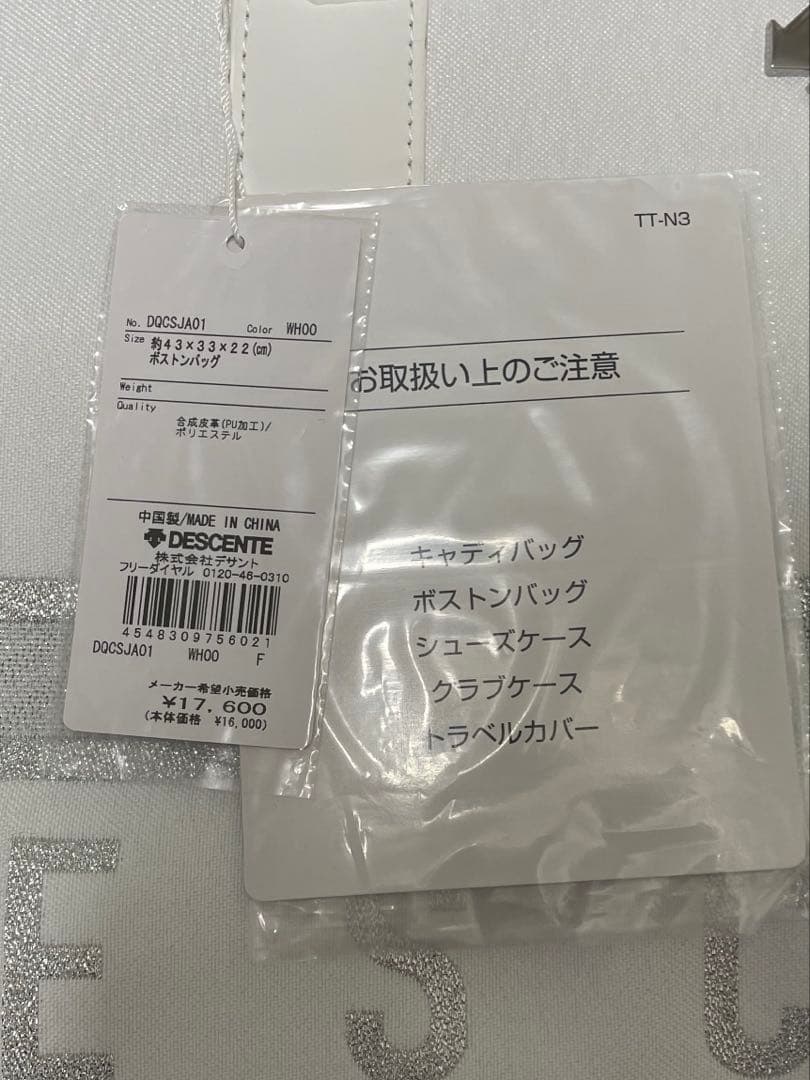 No. DQCSJA01 Color WH00
Size 約43×33×22(cm)
ボストンバッグ
Weight
Quality
合成皮革(PU加工)/
ポリエステル
中国製/MADE IN CHINA
DESCENTE
株式会社デサント
フリーダイヤル 0120-46-0310
4548309756021
DQCSJA01 WH00 F
メーカー希望小売価格
¥17,600
(本体価格 ¥16,000)
TT-N3
お取扱い上のご注意
キャディバッグ
ボストンバッグ
シューズケース
クラブケース
トラベルカバー
E S C